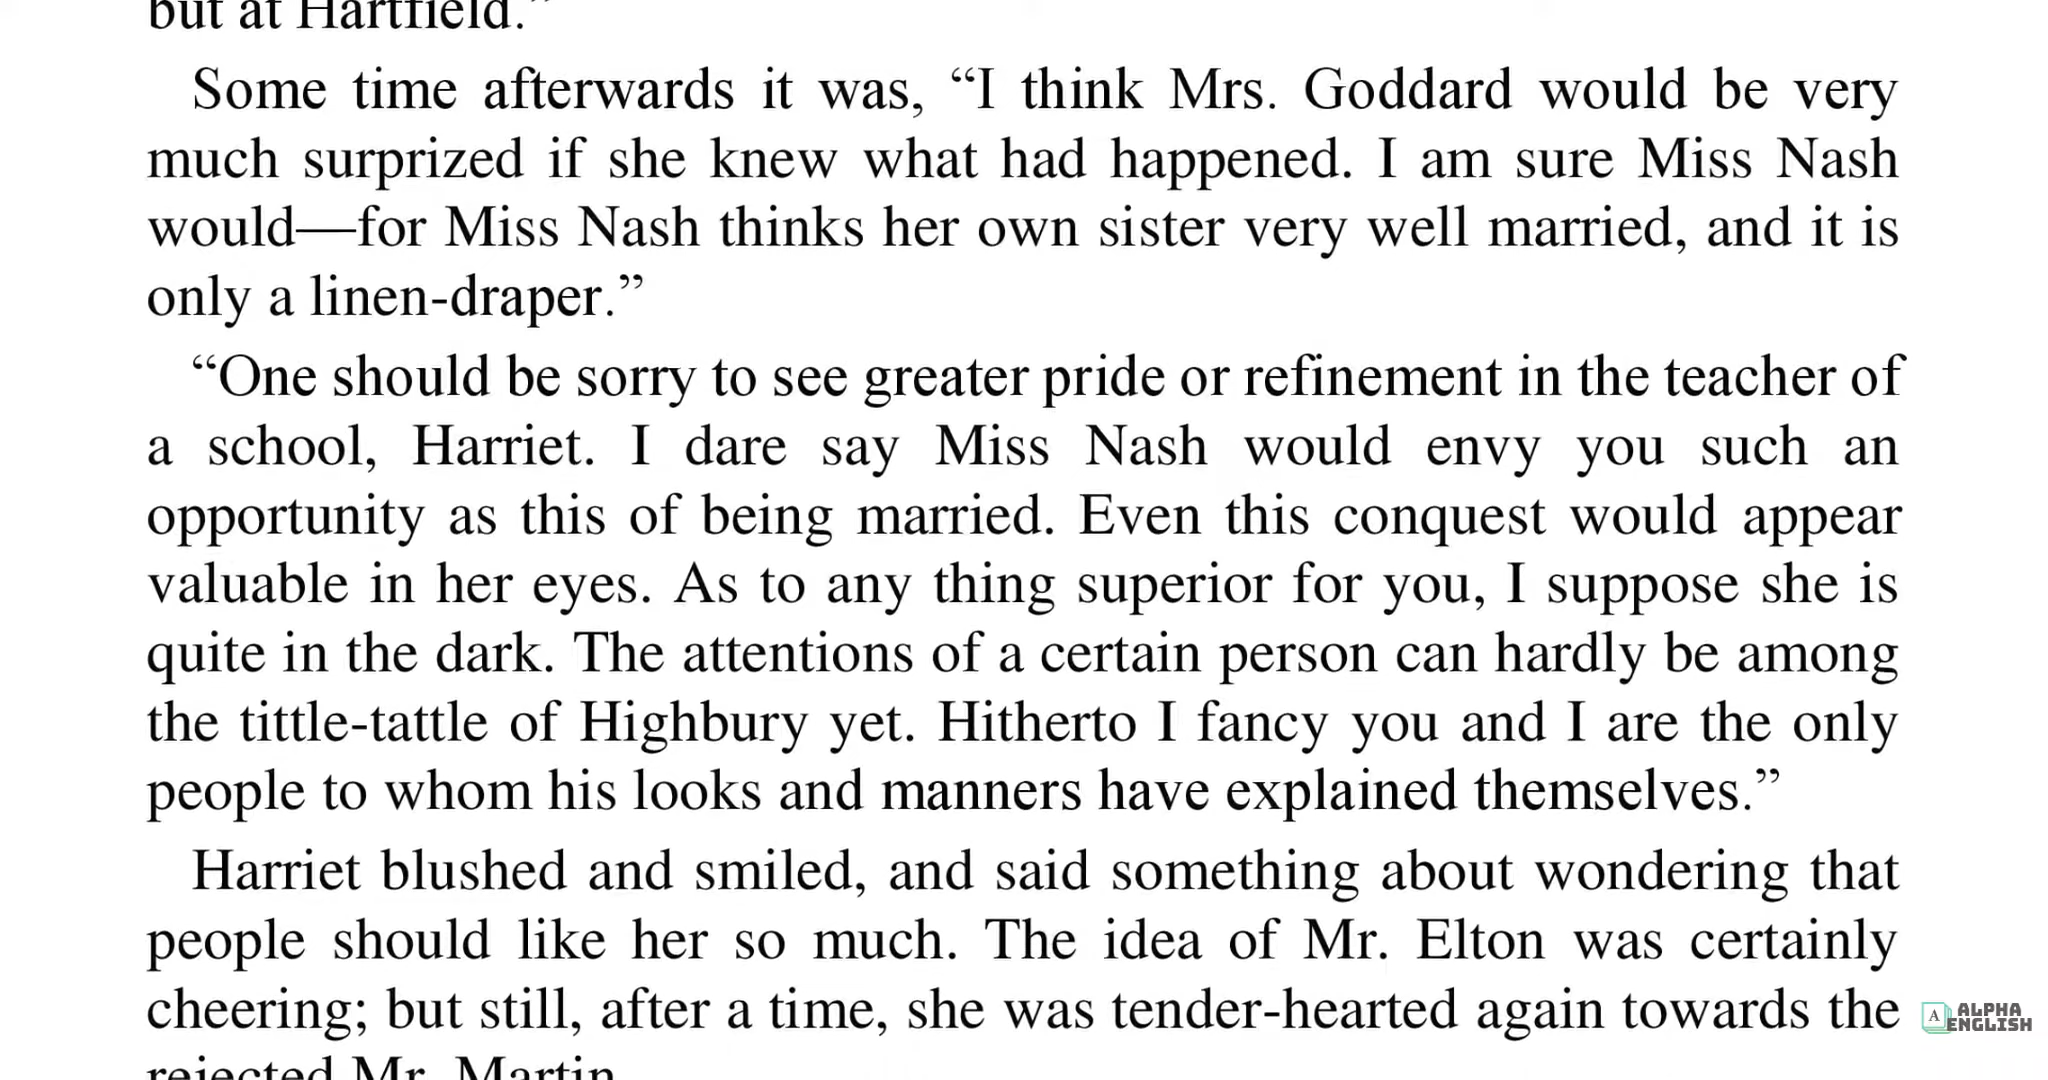 but at Hartfield.”
Some time afterwards it was, “I think Mrs. Goddard would be very
much surprized if she knew what had happened. I am sure Miss Nash
would—for Miss Nash thinks her own sister very well married, and it is
only a linen-draper.”
“One should be sorry to see greater pride or refinement in the teacher of
a school, Harriet. I dare say Miss Nash would envy you such an
opportunity as this of being married. Even this conquest would appear
valuable in her eyes. As to any thing superior for you, I suppose she is
quite in the dark. The attentions of a certain person can hardly be among
the tittle-tattle of Highbury yet. Hitherto I fancy you and I are the only
people to whom his looks and manners have explained themselves.”
Harriet blushed and smiled, and said something about wondering that
people should like her so much. The idea of Mr. Elton was certainly
cheering; but still, after a time, she was tender-hearted again towards the
rejected Mr. Martin.
A ALPHA
ENGLISH